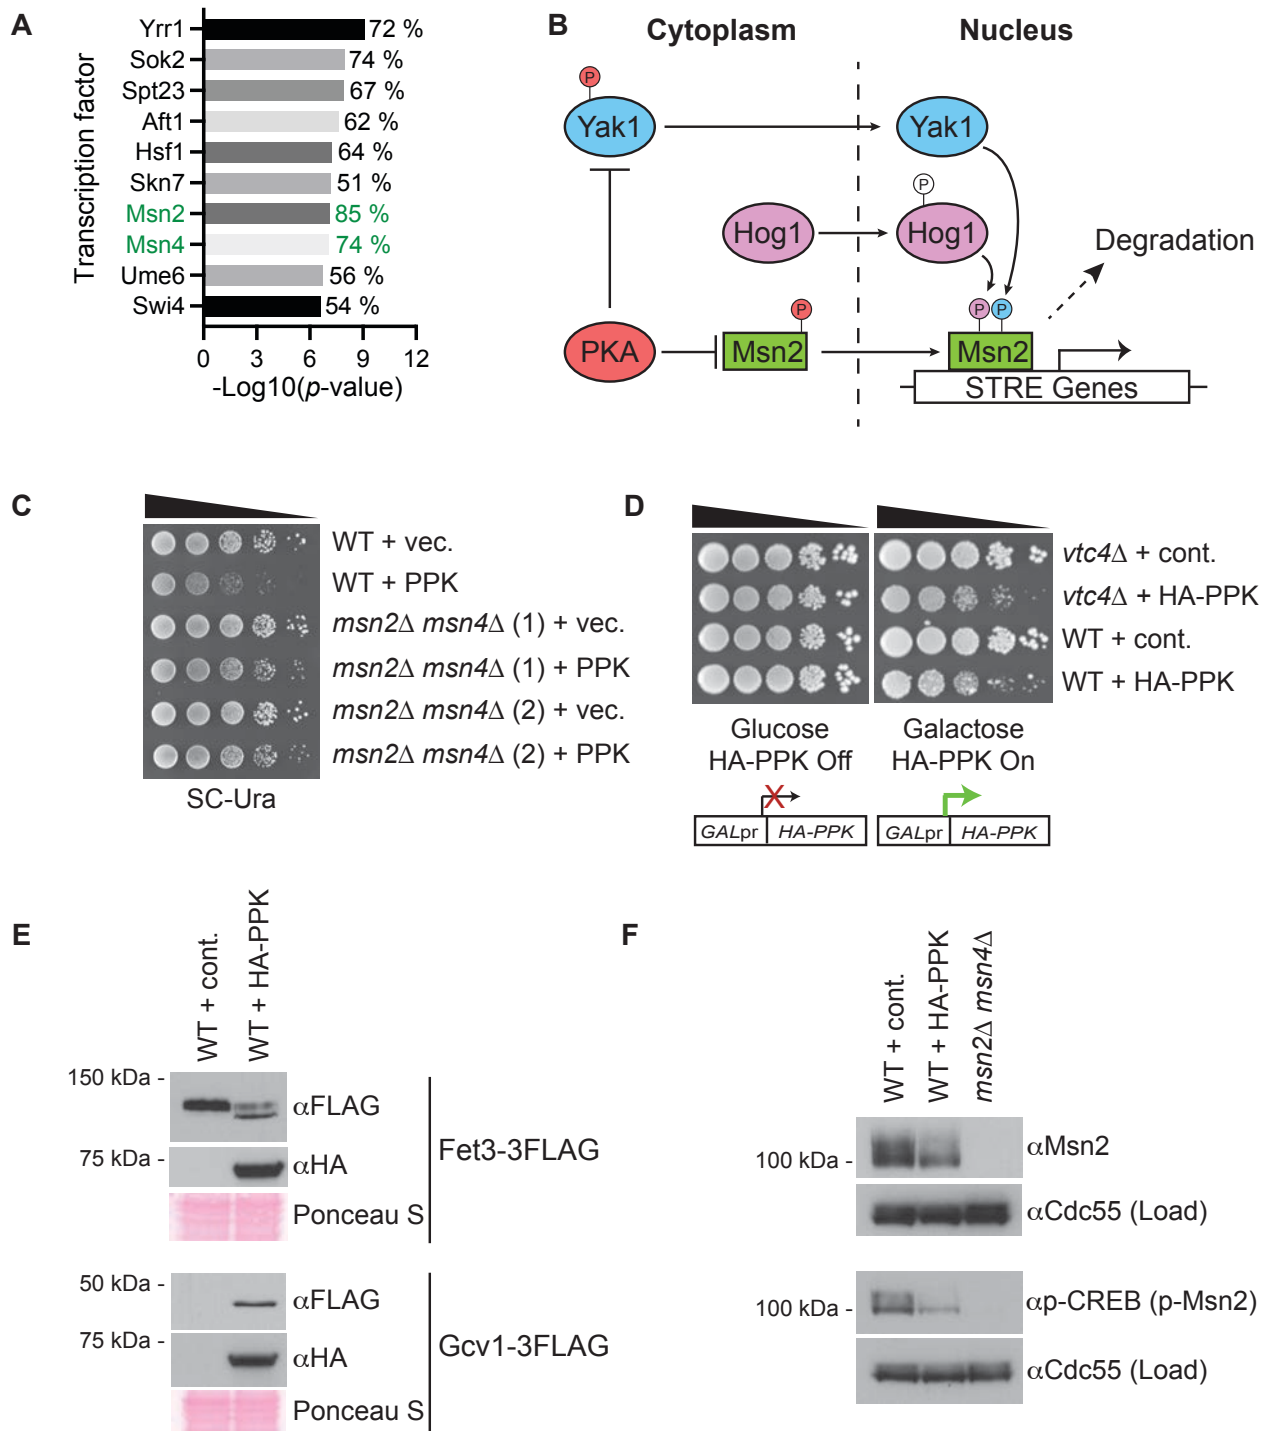 A
Transcription factor
Yrr1 72 %
Sok2 74 %
Spt23 67 %
Aft1 62 %
Hsf1 64 %
Skn7 51 %
Msn2 85 %
Msn4 74 %
Ume6 56 %
Swi4 54 %
0 3 6 9 12
-Log10(p-value)
B
Cytoplasm Nucleus
P
Yak1 Yak1
P
Hog1 Hog1
Degradation
P P P
PKA Msn2 Msn2
STRE Genes
C
WT + vec.
WT + PPK
msn2Δ msn4Δ (1) + vec.
msn2Δ msn4Δ (1) + PPK
msn2Δ msn4Δ (2) + vec.
msn2Δ msn4Δ (2) + PPK
SC-Ura
D
vtc4Δ + cont.
vtc4Δ + HA-PPK
WT + cont.
WT + HA-PPK
Glucose
HA-PPK Off
Galactose
HA-PPK On
X
GALpr HA-PPK
GALpr HA-PPK
E
WT + cont.
WT + HA-PPK
150 kDa -
αFLAG
75 kDa -
αHA
Ponceau S
Fet3-3FLAG
50 kDa -
αFLAG
75 kDa -
αHA
Ponceau S
Gcv1-3FLAG
F
WT + cont.
WT + HA-PPK
msn2Δ msn4Δ
100 kDa -
αMsn2
αCdc55 (Load)
100 kDa -
αp-CREB (p-Msn2)
αCdc55 (Load)